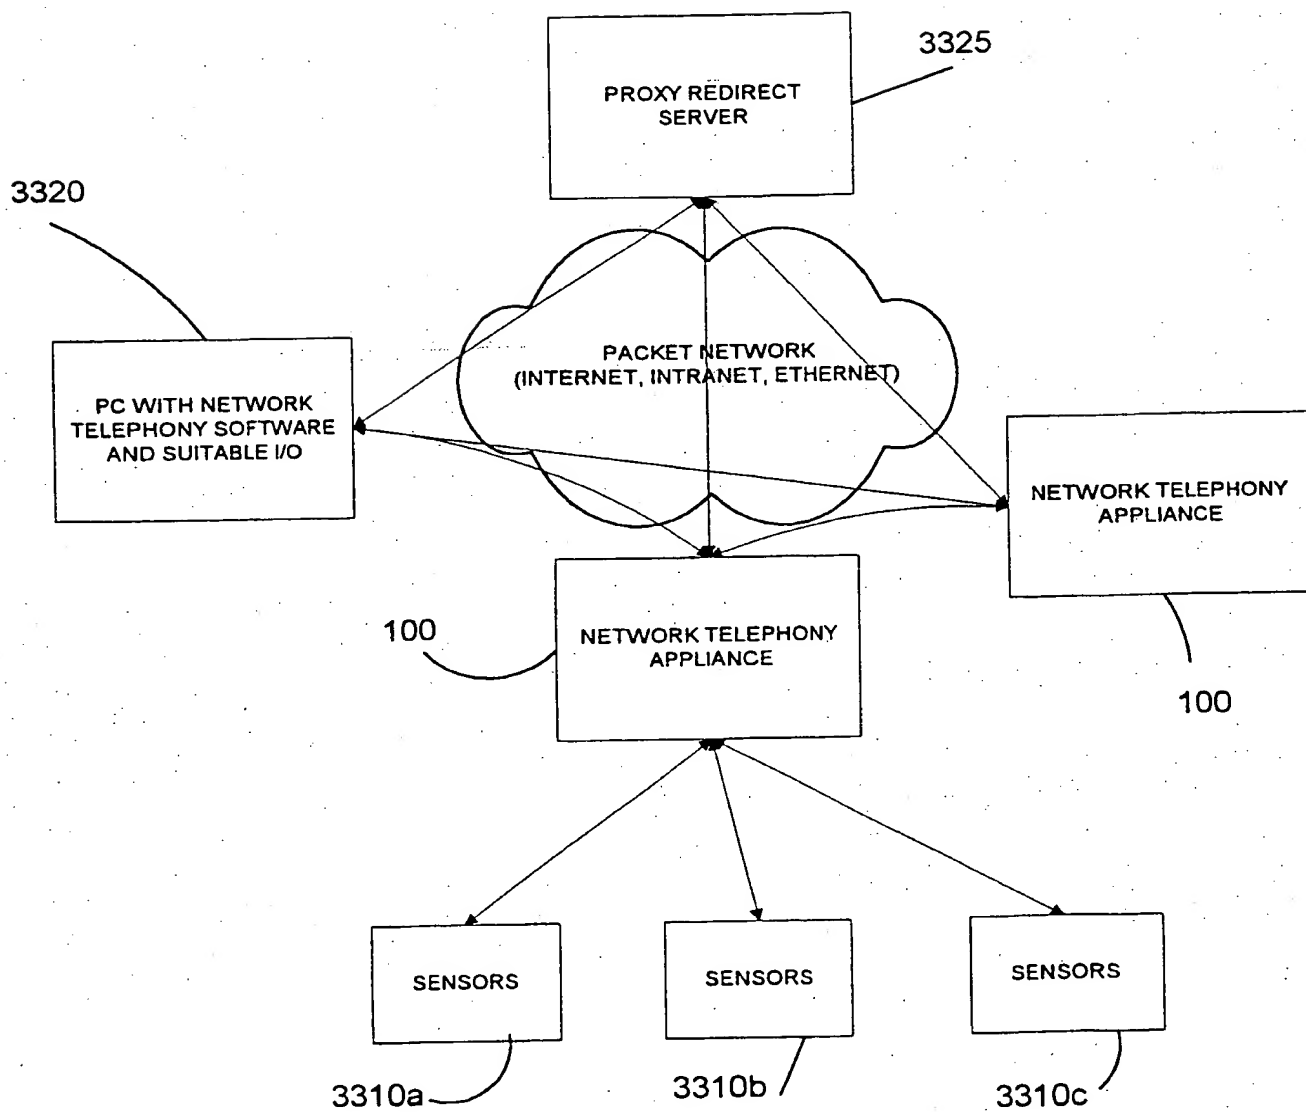 3325
PROXY REDIRECT
SERVER
3320
PACKET NETWORK
(INTERNET, INTRANET, ETHERNET)
PC WITH NETWORK
TELEPHONY SOFTWARE
AND SUITABLE I/O
NETWORK TELEPHONY
APPLIANCE
100
NETWORK TELEPHONY
APPLIANCE
100
SENSORS
SENSORS
SENSORS
3310a
3310b
3310c